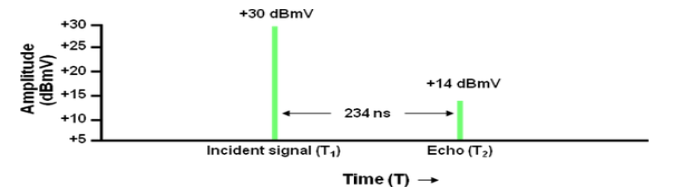 +30 dBmV
+30
+25
+20
+15
+10
+5
Amplitude
(dBmV)
+14 dBmV
234 ns
Incident signal (T₁)
Echo (T₂)
Time (T)